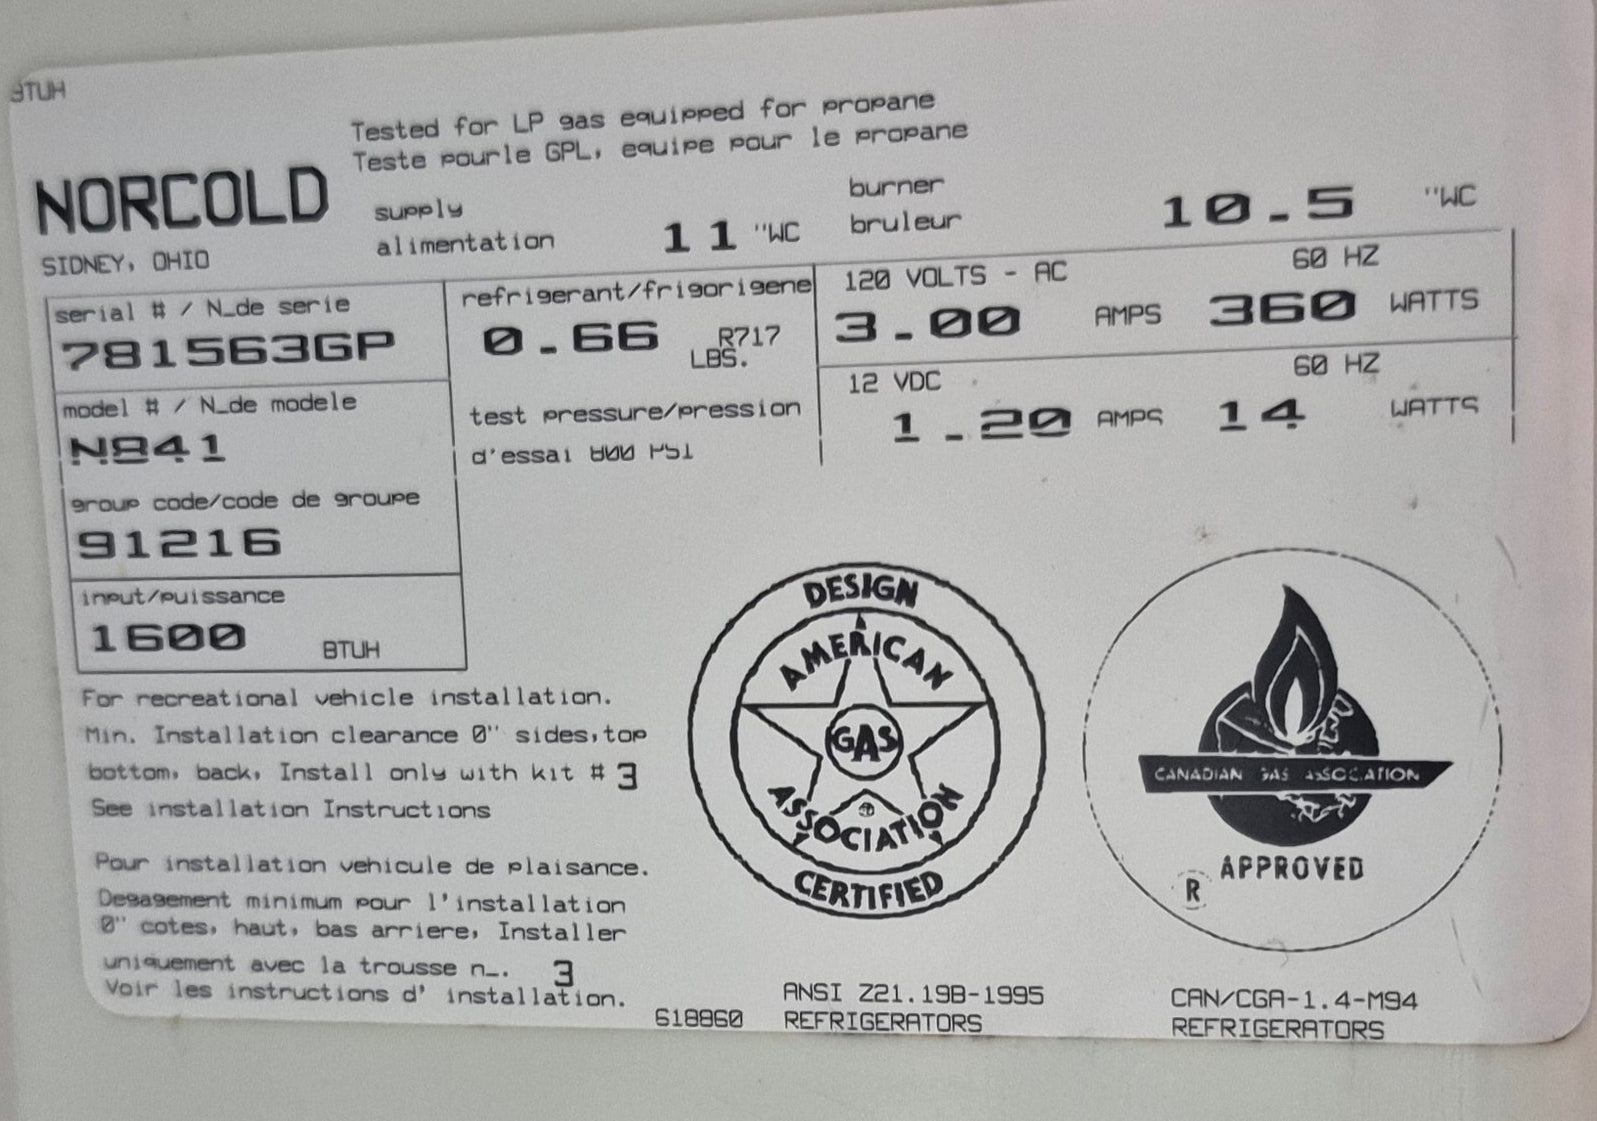 BTUH
Tested for LP gas equipped for propane
Teste pourle GPL, equipe pour le propane
NORCOLD
SIDNEY, OHIO
supply
alimentation 11 "WC
burner
bruleur 10.5 "WC
serial # / N_de serie
781563GP
model # / N_de modele
N841
group code/code de groupe
91216
input/puissance
1600 BTUH
refrigerant/frigorigene
0.66 R717
LBS.
test pressure/pression
d'essai 800 PSI
120 VOLTS - AC 60 HZ
3.00 AMPS 360 WATTS
12 VDC 60 HZ
1.20 AMPS 14 WATTS
For recreational vehicle installation.
Min. Installation clearance 0" sides,top
bottom, back, Install only with kit # 3
See installation Instructions
Pour installation vehicule de plaisance.
Degagement minimum pour l'installation
0" cotes, haut, bas arriere, Installer
uniquement avec la trousse n_. 3
Voir les instructions d' installation.
DESIGN
AMERICAN
GAS
ASSOCIATION
CERTIFIED
CANADIAN GAS ASSOCIATION
APPROVED
R
618860
ANSI Z21.19B-1995
REFRIGERATORS
CAN/CGA-1.4-M94
REFRIGERATORS